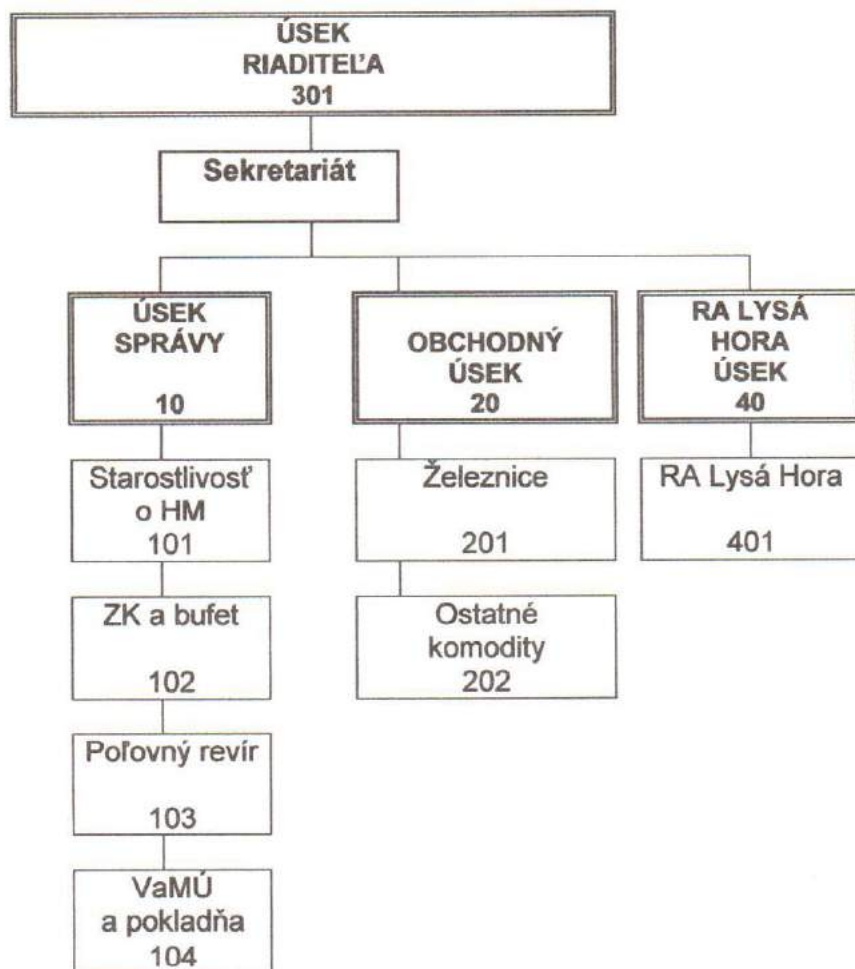 ÚSEK
RIADITEĽA
301
Sekretariát
ÚSEK
SPRÁVY
10
OBCHODNÝ
ÚSEK
20
RA LYSÁ
HORA
ÚSEK
40
Starostlivosť
o HM
101
Železnice
201
RA Lysá Hora
401
ZK a bufet
102
Ostatné
komodity
202
Poľovný revír
103
VaMÚ
a pokladňa
104